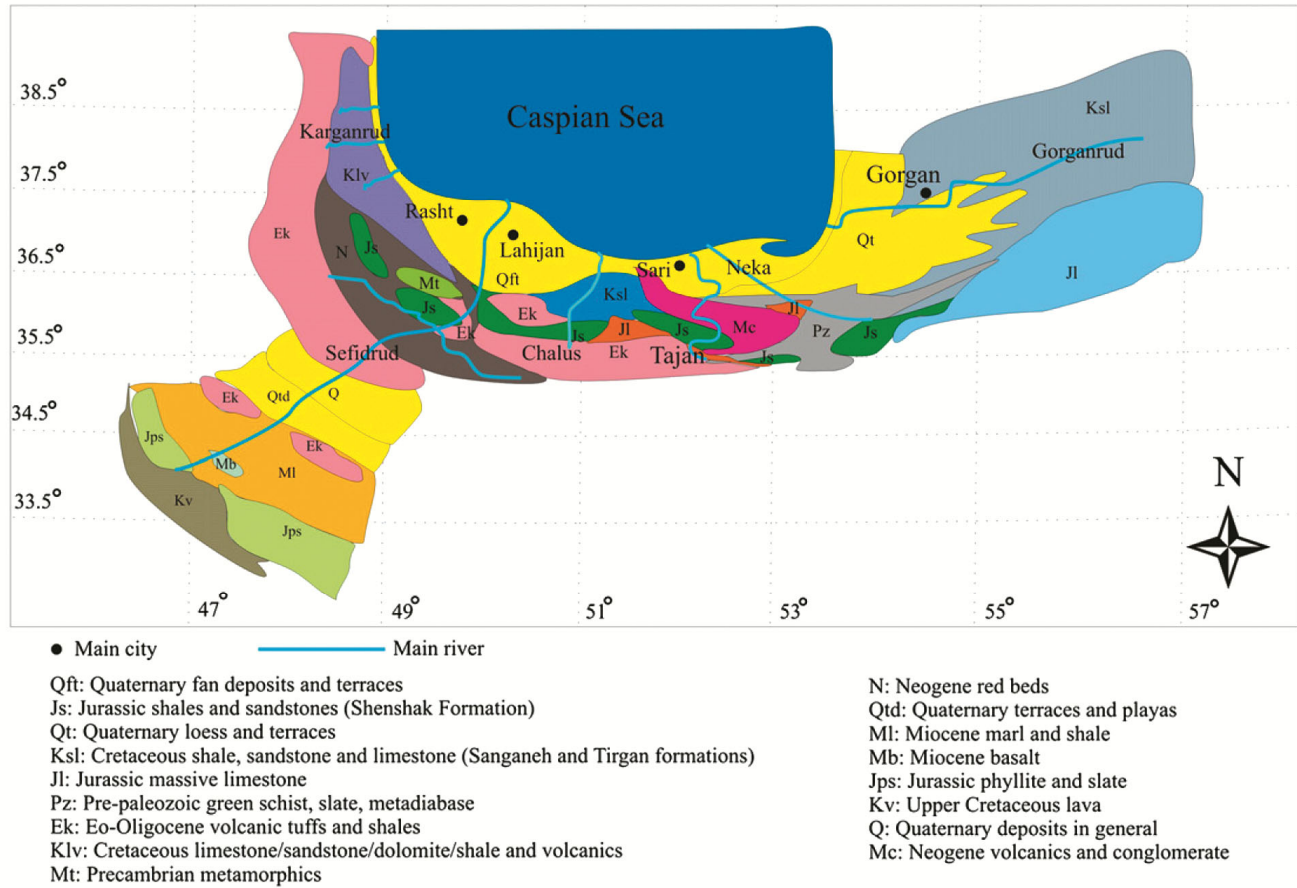 Caspian Sea
Ksl
38.5°
Karganrud
Gorganrud
37.5°
Klv
Gorgan
Rasht
Ek
N
Js
Lahijan
Qt
36.5°
Mt
Qft
Sari
Neka
Jl
Js
Ksl
Ek
Ek
Js
Jl
Js
Mc
Jl
Pz
Js
35.5°
Sefidrud
Chalus
Ek
Tajan
Js
Ek
Qtd
Q
34.5°
Jps
Ek
Mb
Ml
N
33.5°
Kv
Jps
47°
49°
51°
53°
55°
57°
Main city
Main river
Qft: Quaternary fan deposits and terraces
Js: Jurassic shales and sandstones (Shenshak Formation)
Qt: Quaternary loess and terraces
Ksl: Cretaceous shale, sandstone and limestone (Sanganeh and Tirgan formations)
Jl: Jurassic massive limestone
Pz: Pre-paleozoic green schist, slate, metadiabase
Ek: Eo-Oligocene volcanic tuffs and shales
Klv: Cretaceous limestone/sandstone/dolomite/shale and volcanics
Mt: Precambrian metamorphics
N: Neogene red beds
Qtd: Quaternary terraces and playas
Ml: Miocene marl and shale
Mb: Miocene basalt
Jps: Jurassic phyllite and slate
Kv: Upper Cretaceous lava
Q: Quaternary deposits in general
Mc: Neogene volcanics and conglomerate